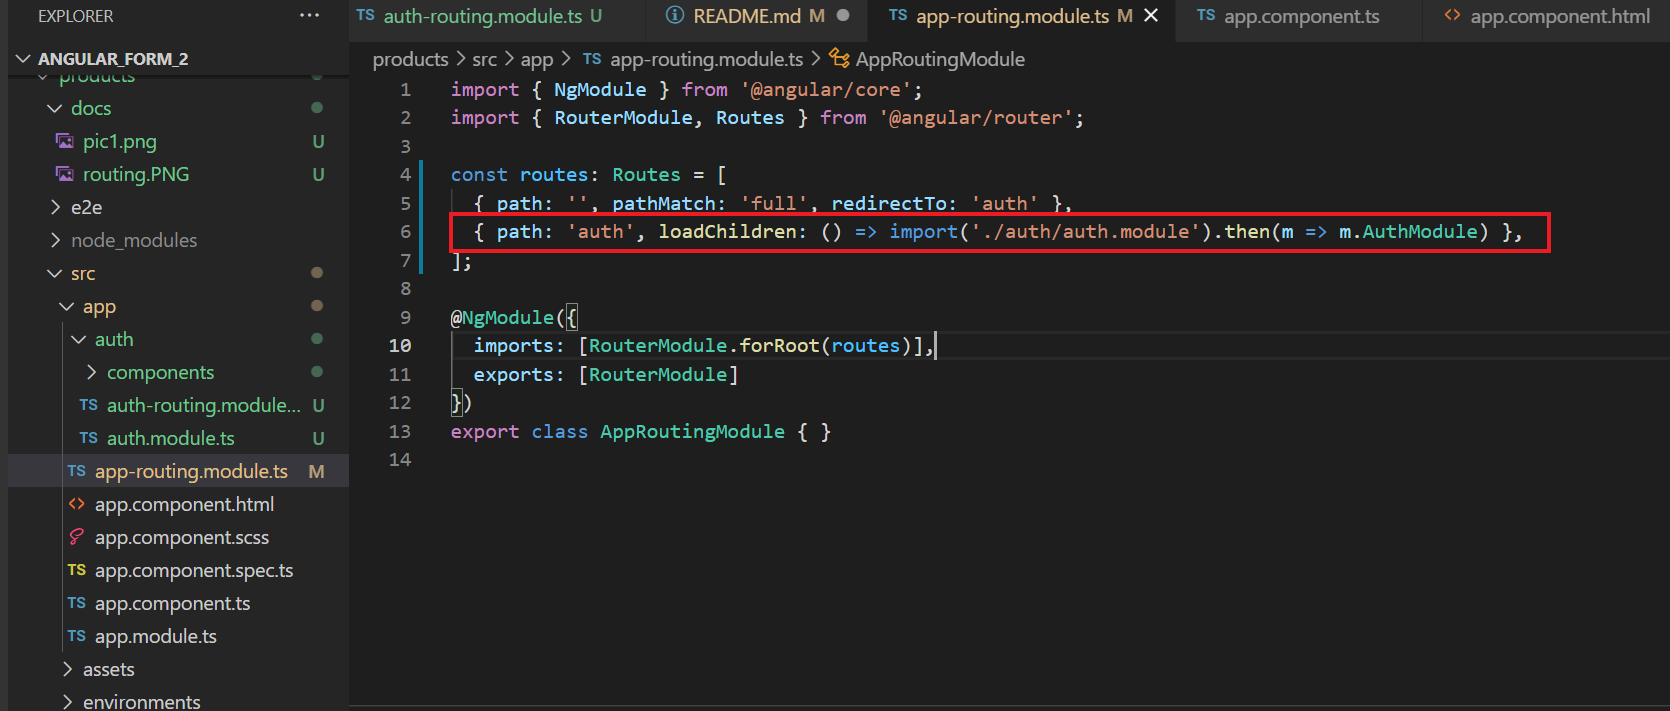 EXPLORER ···
ANGULAR_FORM_2
products
docs
pic1.png U
routing.PNG U
e2e
node_modules
src
app
auth
components
TS auth-routing.module... U
TS auth.module.ts U
TS app-routing.module.ts M
<> app.component.html
app.component.scss
TS app.component.spec.ts
TS app.component.ts
TS app.module.ts
assets
environments
TS auth-routing.module.ts U
README.md M
TS app-routing.module.ts M
TS app.component.ts
<> app.component.html
products > src > app > TS app-routing.module.ts > AppRoutingModule
1 import { NgModule } from '@angular/core';
2 import { RouterModule, Routes } from '@angular/router';
3
4 const routes: Routes = [
5 { path: '', pathMatch: 'full', redirectTo: 'auth' },
6 { path: 'auth', loadChildren: () => import('./auth/auth.module').then(m => m.AuthModule) },
7 ];
8
9 @NgModule({
10 imports: [RouterModule.forRoot(routes)],
11 exports: [RouterModule]
12 })
13 export class AppRoutingModule { }
14